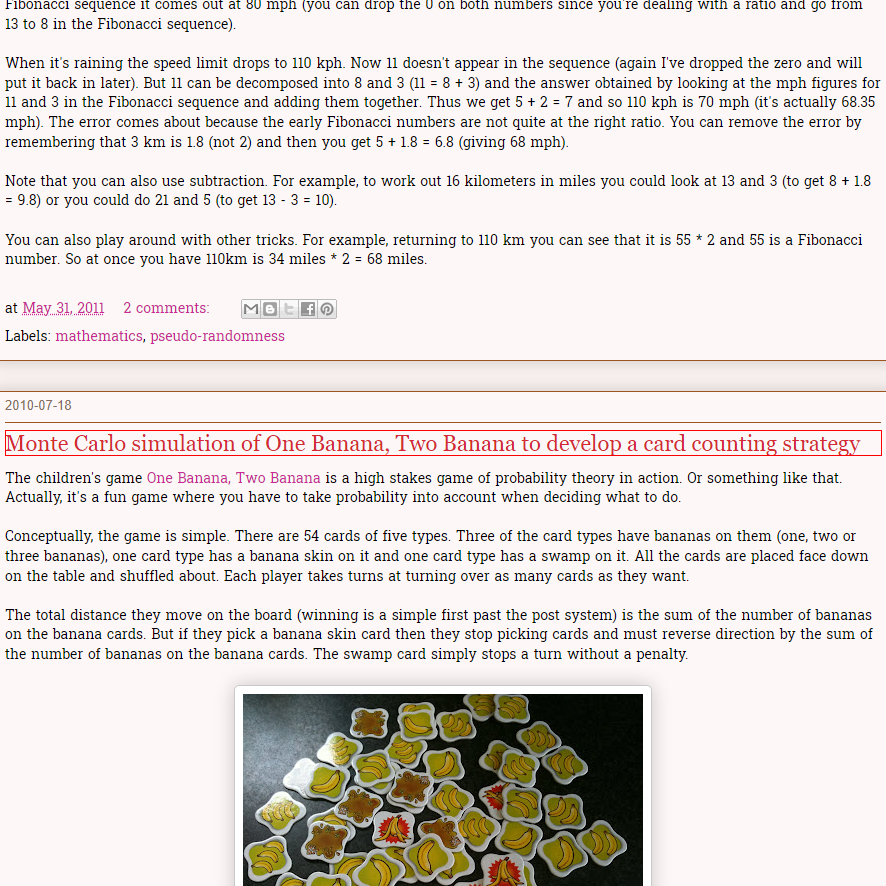 Fibonacci sequence it comes out at 80 mph (you can drop the 0 on both numbers since you're dealing with a ratio and go from
13 to 8 in the Fibonacci sequence).
When it's raining the speed limit drops to 110 kph. Now 11 doesn't appear in the sequence (again I've dropped the zero and will
put it back in later). But 11 can be decomposed into 8 and 3 (11 = 8 + 3) and the answer obtained by looking at the mph figures for
11 and 3 in the Fibonacci sequence and adding them together. Thus we get 5 + 2 = 7 and so 110 kph is 70 mph (it's actually 68.35
mph). The error comes about because the early Fibonacci numbers are not quite at the right ratio. You can remove the error by
remembering that 3 km is 1.8 (not 2) and then you get 5 + 1.8 = 6.8 (giving 68 mph).
Note that you can also use subtraction. For example, to work out 16 kilometers in miles you could look at 13 and 3 (to get 8 + 1.8
= 9.8) or you could do 21 and 5 (to get 13 - 3 = 10).
You can also play around with other tricks. For example, returning to 110 km you can see that it is 55 * 2 and 55 is a Fibonacci
number. So at once you have 110km is 34 miles * 2 = 68 miles.
at May 31, 2011 2 comments:
Labels: mathematics, pseudo-randomness
2010-07-18
Monte Carlo simulation of One Banana, Two Banana to develop a card counting strategy
The children's game One Banana, Two Banana is a high stakes game of probability theory in action. Or something like that.
Actually, it's a fun game where you have to take probability into account when deciding what to do.
Conceptually, the game is simple. There are 54 cards of five types. Three of the card types have bananas on them (one, two or
three bananas), one card type has a banana skin on it and one card type has a swamp on it. All the cards are placed face down
on the table and shuffled about. Each player takes turns at turning over as many cards as they want.
The total distance they move on the board (winning is a simple first past the post system) is the sum of the number of bananas
on the banana cards. But if they pick a banana skin card then they stop picking cards and must reverse direction by the sum of
the number of bananas on the banana cards. The swamp card simply stops a turn without a penalty.